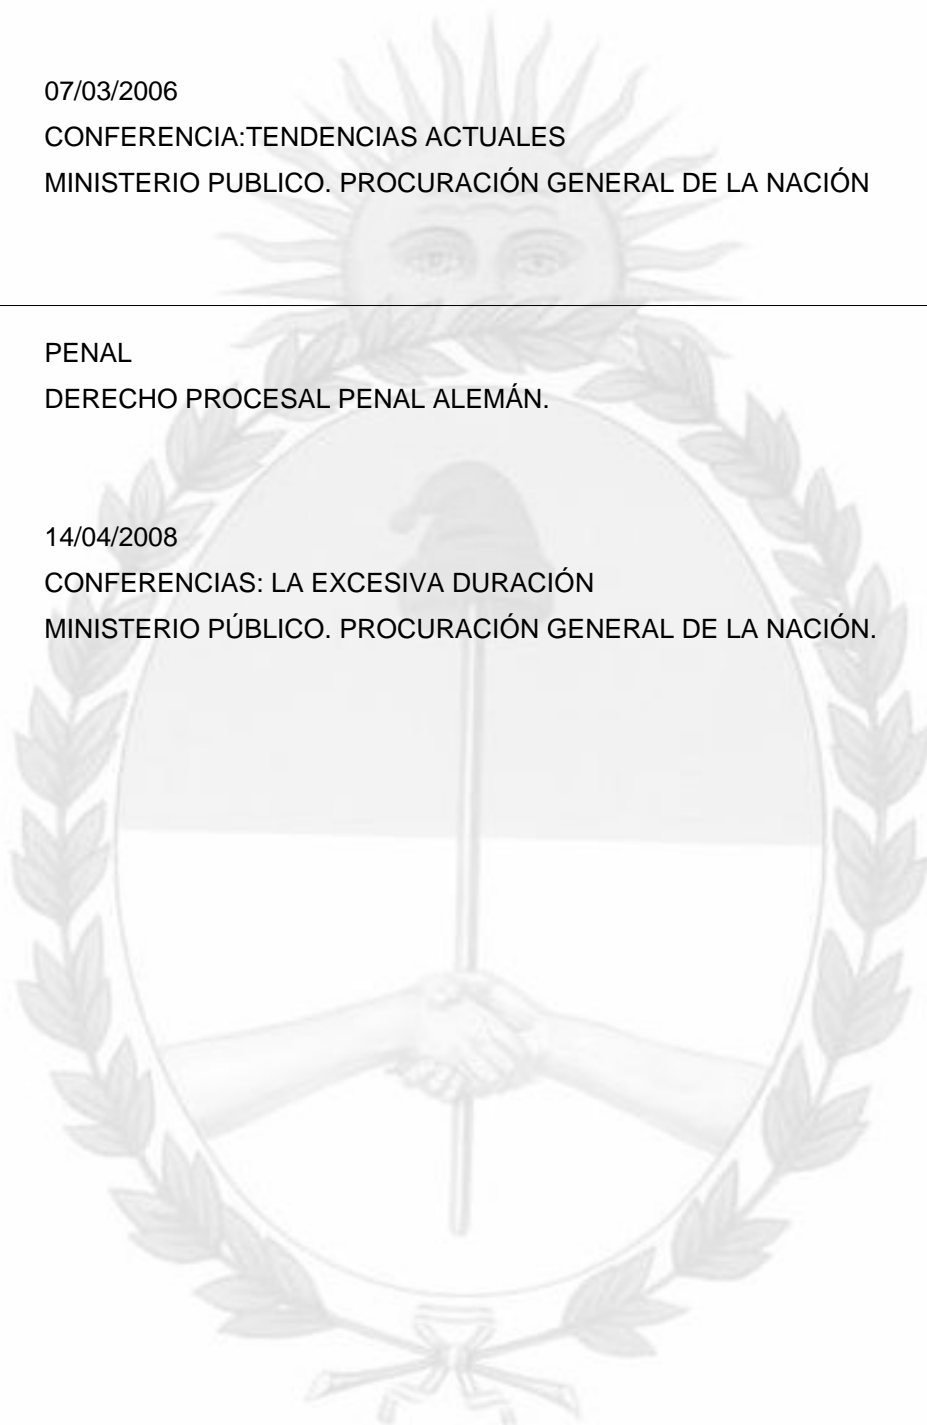 07/03/2006
CONFERENCIA:TENDENCIAS ACTUALES
MINISTERIO PUBLICO. PROCURACIÓN GENERAL DE LA NACIÓN
PENAL
DERECHO PROCESAL PENAL ALEMÁN.
14/04/2008
CONFERENCIAS: LA EXCESIVA DURACIÓN
MINISTERIO PÚBLICO. PROCURACIÓN GENERAL DE LA NACIÓN.